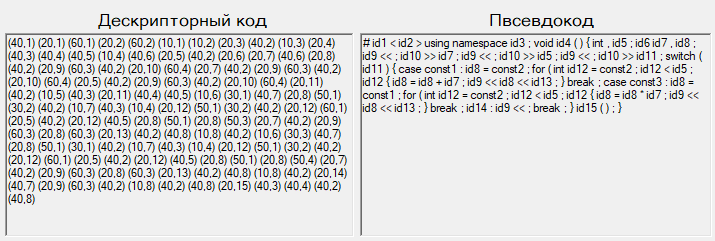 Дескрипторный код
(40,1) (20,1) (60,1) (20,2) (60,2) (10,1) (10,2) (20,3) (40,2) (10,3) (20,4)
(40,3) (40,4) (40,5) (10,4) (40,6) (20,5) (40,2) (20,6) (20,7) (40,6) (20,8)
(40,2) (20,9) (60,3) (40,2) (20,10) (60,4) (20,7) (40,2) (20,9) (60,3) (40,2)
(20,10) (60,4) (20,5) (40,2) (20,9) (60,3) (40,2) (20,10) (60,4) (20,11)
(40,2) (10,5) (40,3) (20,11) (40,4) (40,5) (10,6) (30,1) (40,7) (20,8) (50,1)
(30,2) (40,2) (10,7) (40,3) (10,4) (20,12) (50,1) (30,2) (40,2) (20,12) (60,1)
(20,5) (40,2) (20,12) (40,5) (20,8) (50,1) (20,8) (50,3) (20,7) (40,2) (20,9)
(60,3) (20,8) (60,3) (20,13) (40,2) (40,8) (10,8) (40,2) (10,6) (30,3) (40,7)
(20,8) (50,1) (30,1) (40,2) (10,7) (40,3) (10,4) (20,12) (50,1) (30,2) (40,2)
(20,12) (60,1) (20,5) (40,2) (20,12) (40,5) (20,8) (50,1) (20,8) (50,4) (20,7)
(40,2) (20,9) (60,3) (20,8) (60,3) (20,13) (40,2) (40,8) (10,8) (40,2) (20,14)
(40,7) (20,9) (60,3) (40,2) (10,8) (40,2) (40,8) (20,15) (40,3) (40,4) (40,2)
(40,8)
Пвсевдокод
# id1 < id2 > using namespace id3 ; void id4 ( ) { int , id5 ; id6 id7 , id8 ;
id9 << ; id10 >> id7 ; id9 << ; id10 >> id5 ; id9 << ; id10 >> id11 ; switch (
id11 ) { case const1 : id8 = const2 ; for ( int id12 = const2 ; id12 < id5 ;
id12 { id8 = id8 + id7 ; id9 << id8 << id13 ; } break ; case const3 : id8 =
const1 ; for ( int id12 = const2 ; id12 < id5 ; id12 { id8 = id8 * id7 ; id9 <<
id8 << id13 ; } break ; id14 : id9 << ; break ; } id15 ( ) ; }